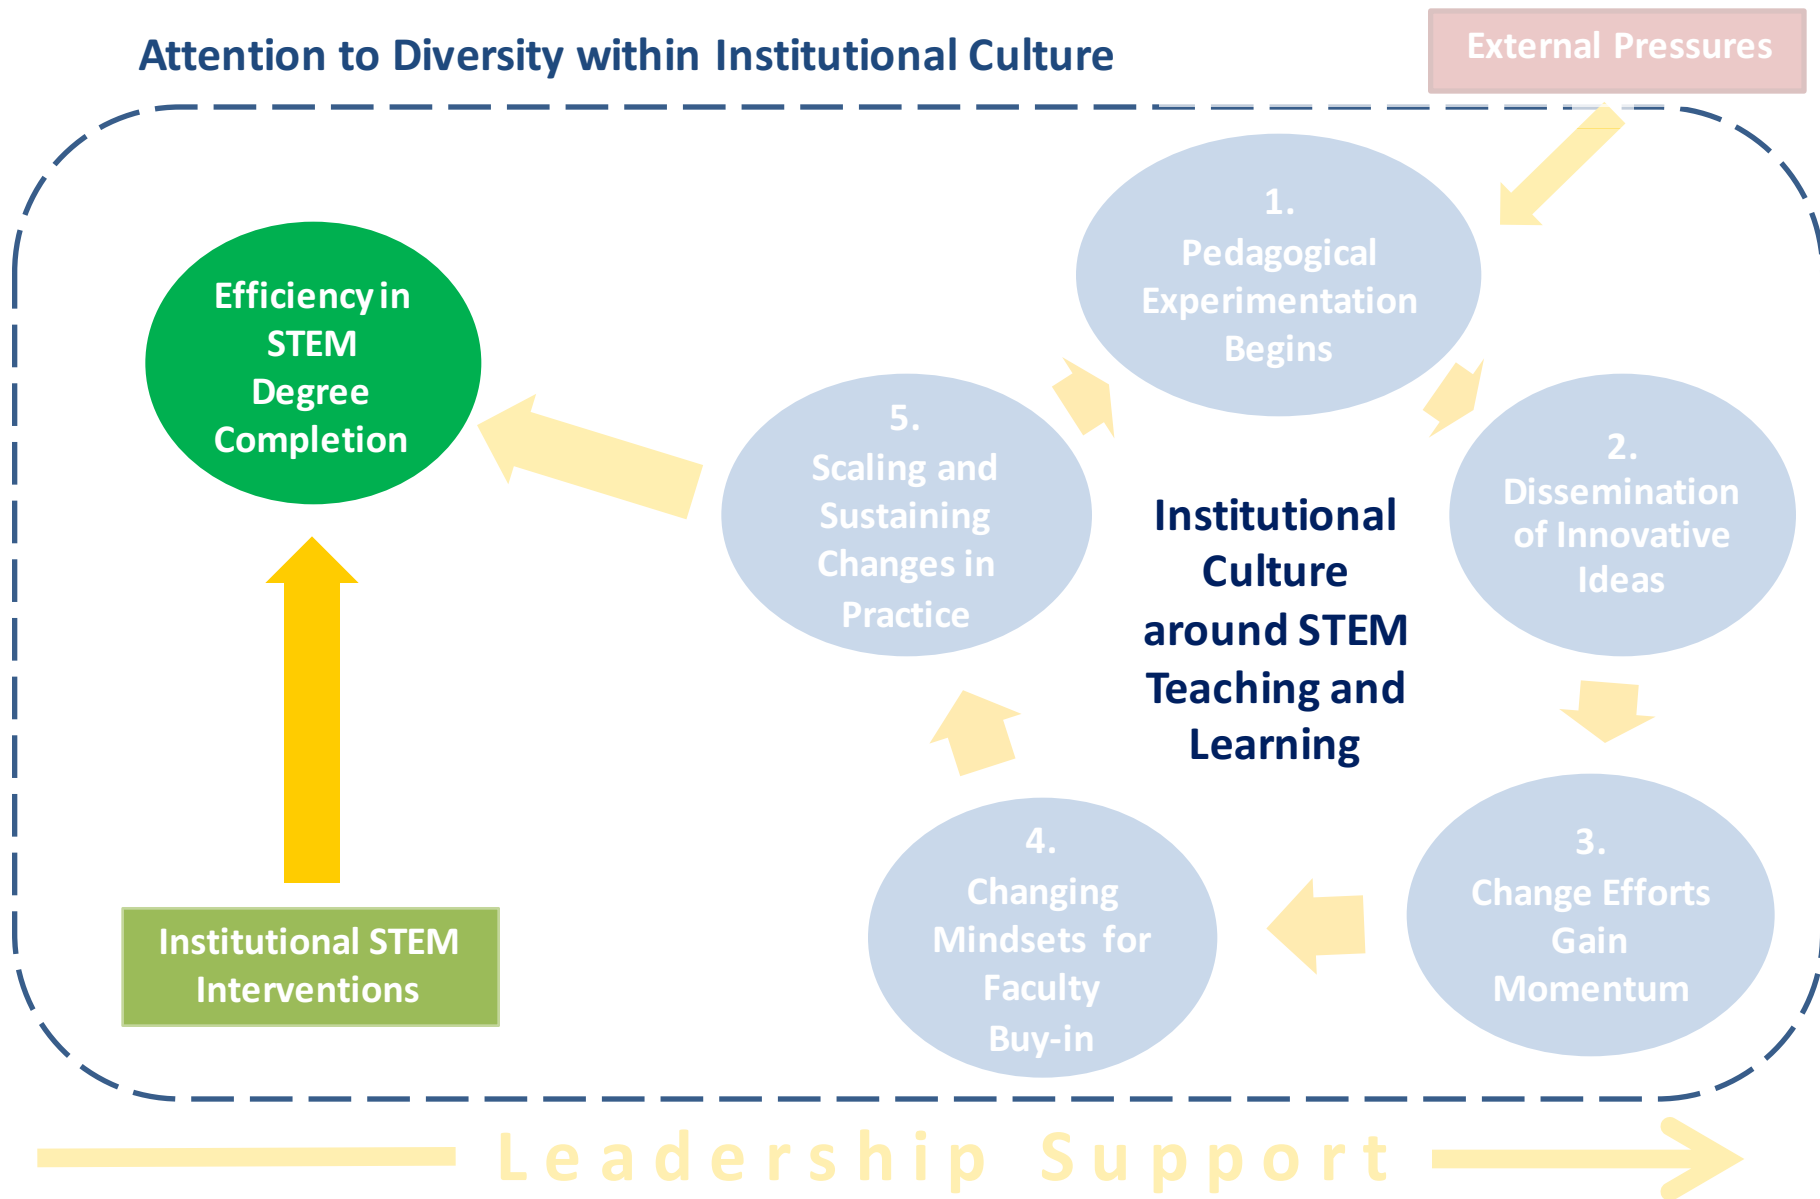 Attention to Diversity within Institutional Culture
External Pressures
Efficiency in
STEM
Degree
Completion
Institutional STEM
Interventions
1.
Pedagogical
Experimentation
Begins
2.
Dissemination
of Innovative
Ideas
3.
Change Efforts
Gain
Momentum
4.
Changing
Mindsets for
Faculty
Buy-in
5.
Scaling and
Sustaining
Changes in
Practice
Institutional
Culture
around STEM
Teaching and
Learning
Leadership Support